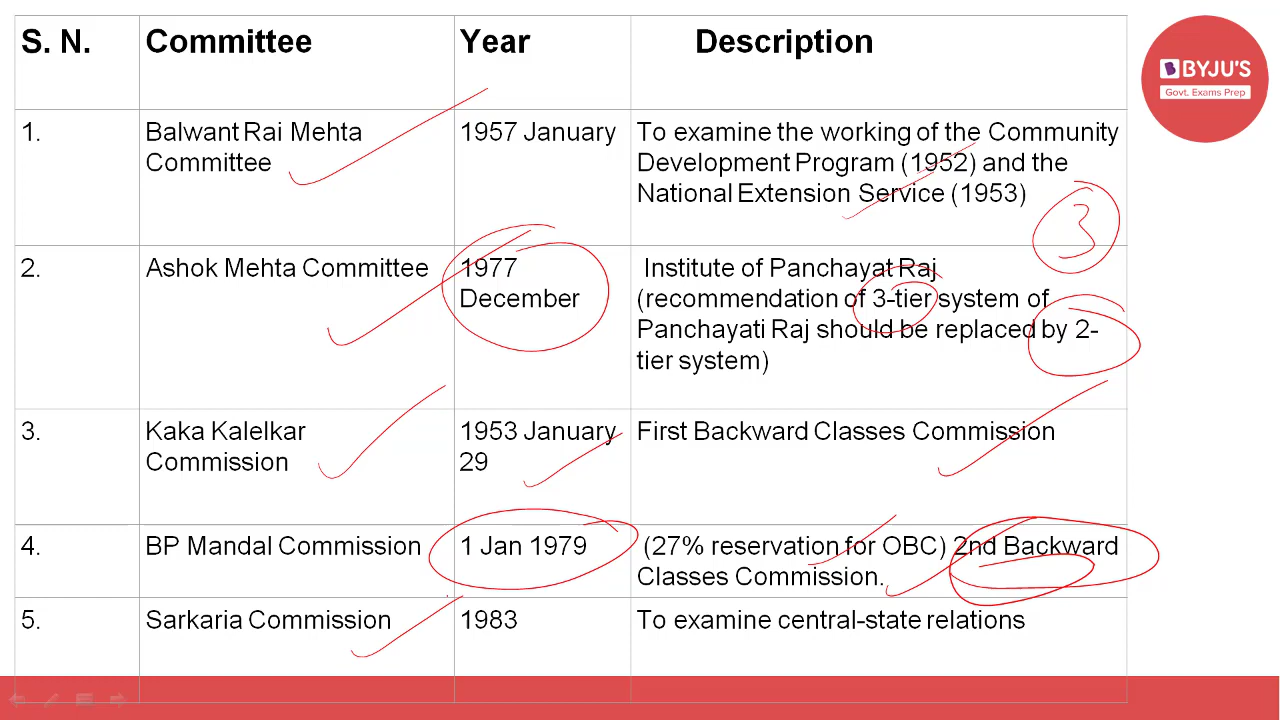 S. N. Committee Year Description
BYJU'S
Govt. Exams Prep
1. Balwant Rai Mehta 1957 January To examine the working of the Community
Committee Development Program (1952) and the
National Extension Service (1953)
3
2. Ashok Mehta Committee 1977 Institute of Panchayat Raj
December (recommendation of 3-tier system of
Panchayati Raj should be replaced by 2-
tier system)
3. Kaka Kalelkar 1953 January First Backward Classes Commission
Commission 29
4. BP Mandal Commission 1 Jan 1979 (27% reservation for OBC) 2nd Backward
Classes Commission.
5. Sarkaria Commission 1983 To examine central-state relations